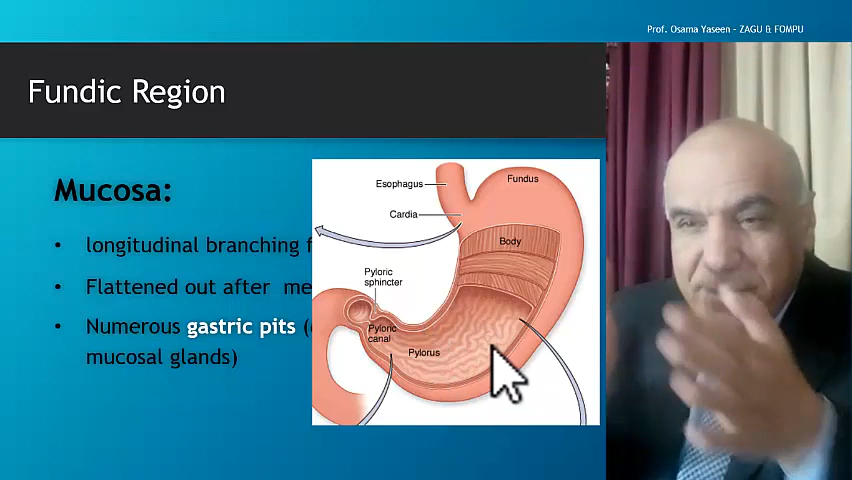 Prof. Osama Yaseen – ZAGU & FOMPU
Fundic Region
Mucosa:
• longitudinal branching f
• Flattened out after me
• Numerous gastric pits (
mucosal glands)
Esophagus
Fundus
Cardia
Body
Pyloric
sphincter
Pyloric
canal
Pylorus